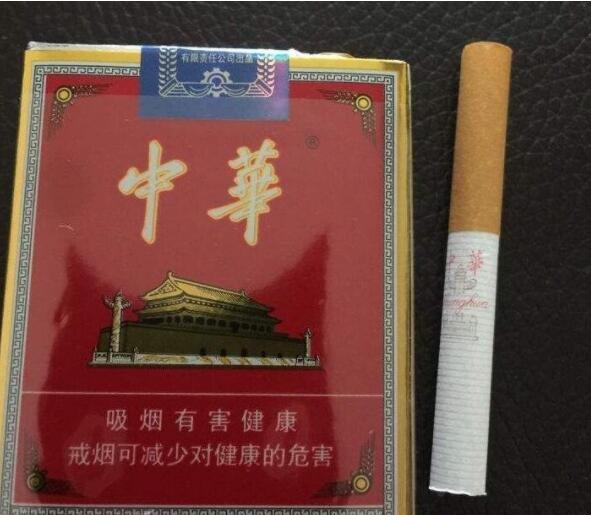 有限责任公司出品
中華
®
吸烟有害健康
戒烟可减少对健康的危害
中華